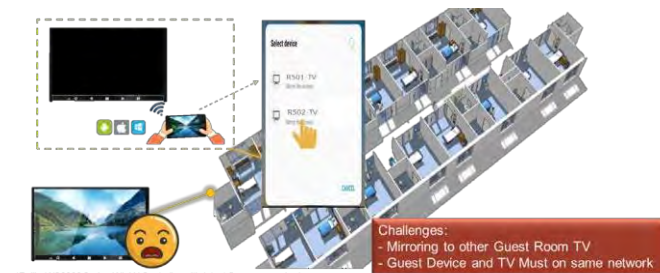 Select device
R501 TV
R502 TV
CANCEL
Challenges:
- Mirroring to other Guest Room TV
- Guest Device and TV Must on same network